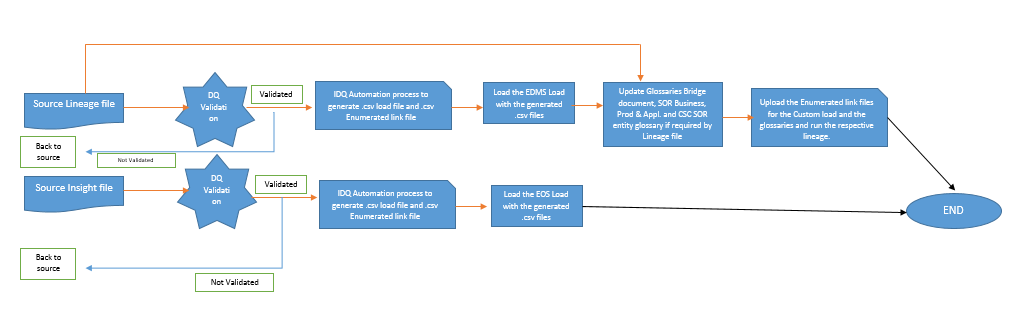 Source Lineage file
DQ
Validati
on
Validated
IDQ Automation process to
generate .csv load file and .csv
Enumerated link file
Load the EDMS Load
with the generated
.csv files
Update Glossaries Bridge
document, SOR Business,
Prod & Appl. and CSC SOR
entity glossary if required by
Lineage file
Upload the Enumerated link files
for the Custom load and the
glossaries and run the respective
lineage.
Back to
source
Not Validated
Source Insight file
DQ
Validati
on
Validated
IDQ Automation process to
generate .csv load file and .csv
Enumerated link file
Load the EOS Load
with the generated
.csv files
END
Back to
source
Not Validated